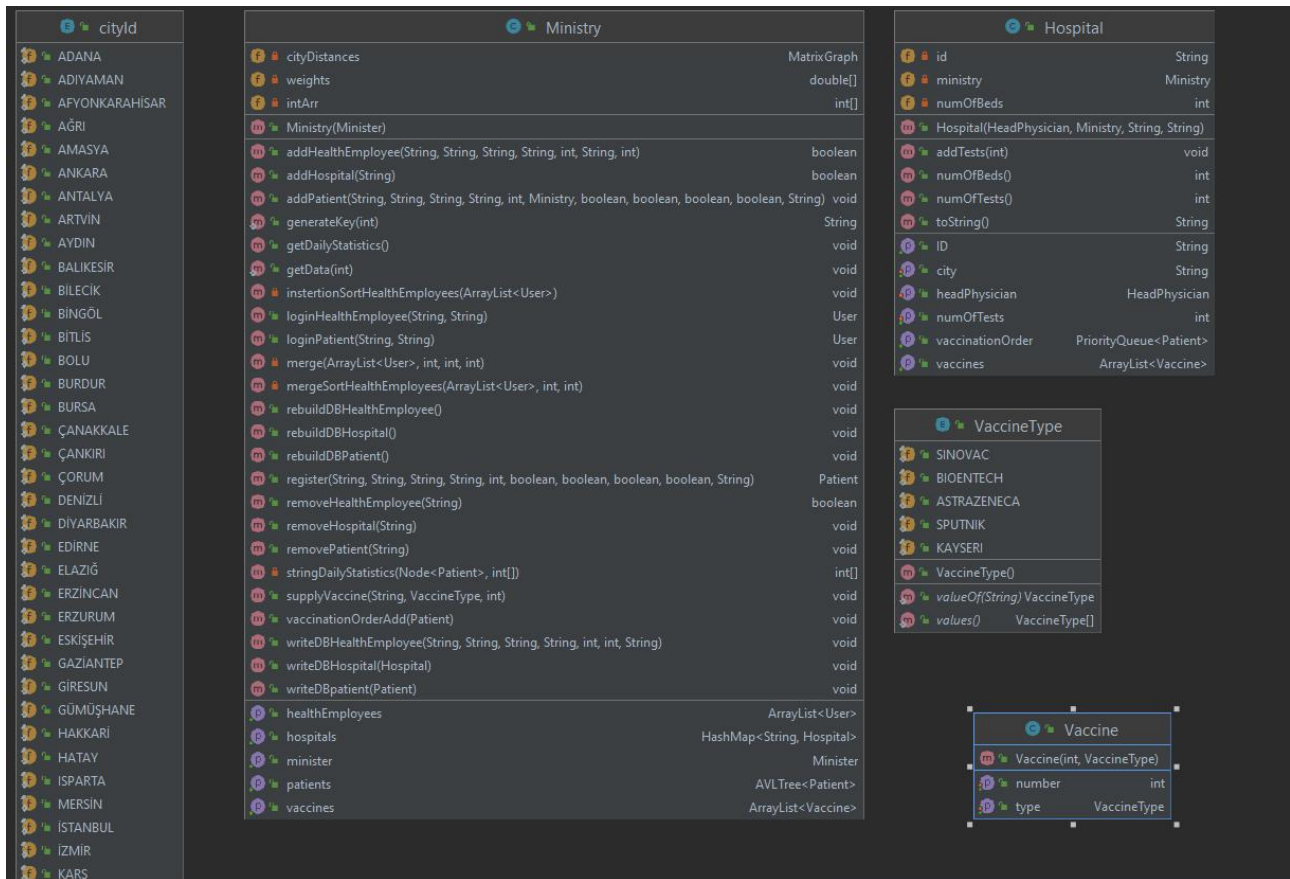 cityId
ADANA
ADIYAMAN
AFYONKARAHİSAR
AĞRI
AMASYA
ANKARA
ANTALYA
ARTVİN
AYDIN
BALIKESİR
BİLECİK
BİNGÖL
BİTLİS
BOLU
BURDUR
BURSA
ÇANAKKALE
ÇANKIRI
ÇORUM
DENİZLİ
DİYARBAKIR
EDİRNE
ELAZIĞ
ERZİNCAN
ERZURUM
ESKİŞEHİR
GAZİANTEP
GİRESUN
GÜMÜŞHANE
HAKKARİ
HATAY
ISPARTA
MERSİN
İSTANBUL
İZMİR
KARS
Ministry
cityDistances MatrixGraph
weights double[]
intArr int[]
Ministry(Minister)
addHealthEmployee(String, String, String, String, int, String, int) boolean
addHospital(String) boolean
addPatient(String, String, String, String, int, Ministry, boolean, boolean, boolean, boolean, String) void
generateKey(int) String
getDailyStatistics() void
getData(int) void
instertionSortHealthEmployees(ArrayList<User>) void
loginHealthEmployee(String, String) User
loginPatient(String, String) User
merge(ArrayList<User>, int, int, int) void
mergeSortHealthEmployees(ArrayList<User>, int, int) void
rebuildDBHealthEmployee() void
rebuildDBHospital() void
rebuildDBPatient() void
register(String, String, String, String, int, boolean, boolean, boolean, boolean, String) Patient
removeHealthEmployee(String) boolean
removeHospital(String) void
removePatient(String) void
stringDailyStatistics(Node<Patient>, int[]) int[]
supplyVaccine(String, VaccineType, int) void
vaccinationOrderAdd(Patient) void
writeDBHealthEmployee(String, String, String, String, int, int, String) void
writeDBHospital(Hospital) void
writeDBpatient(Patient) void
healthEmployees ArrayList<User>
hospitals HashMap<String, Hospital>
minister Minister
patients AVLTree<Patient>
vaccines ArrayList<Vaccine>
Hospital
id String
ministry Ministry
numOfBeds int
Hospital(HeadPhysician, Ministry, String, String)
addTests(int) void
numOfBeds() int
numOfTests() int
toString() String
ID String
city String
headPhysician HeadPhysician
numOfTests int
vaccinationOrder PriorityQueue<Patient>
vaccines ArrayList<Vaccine>
VaccineType
SINOVAC
BIOENTECH
ASTRAZENECA
SPUTNIK
KAYSERI
VaccineType()
valueOf(String) VaccineType
values() VaccineType[]
Vaccine
Vaccine(int, VaccineType)
number int
type VaccineType